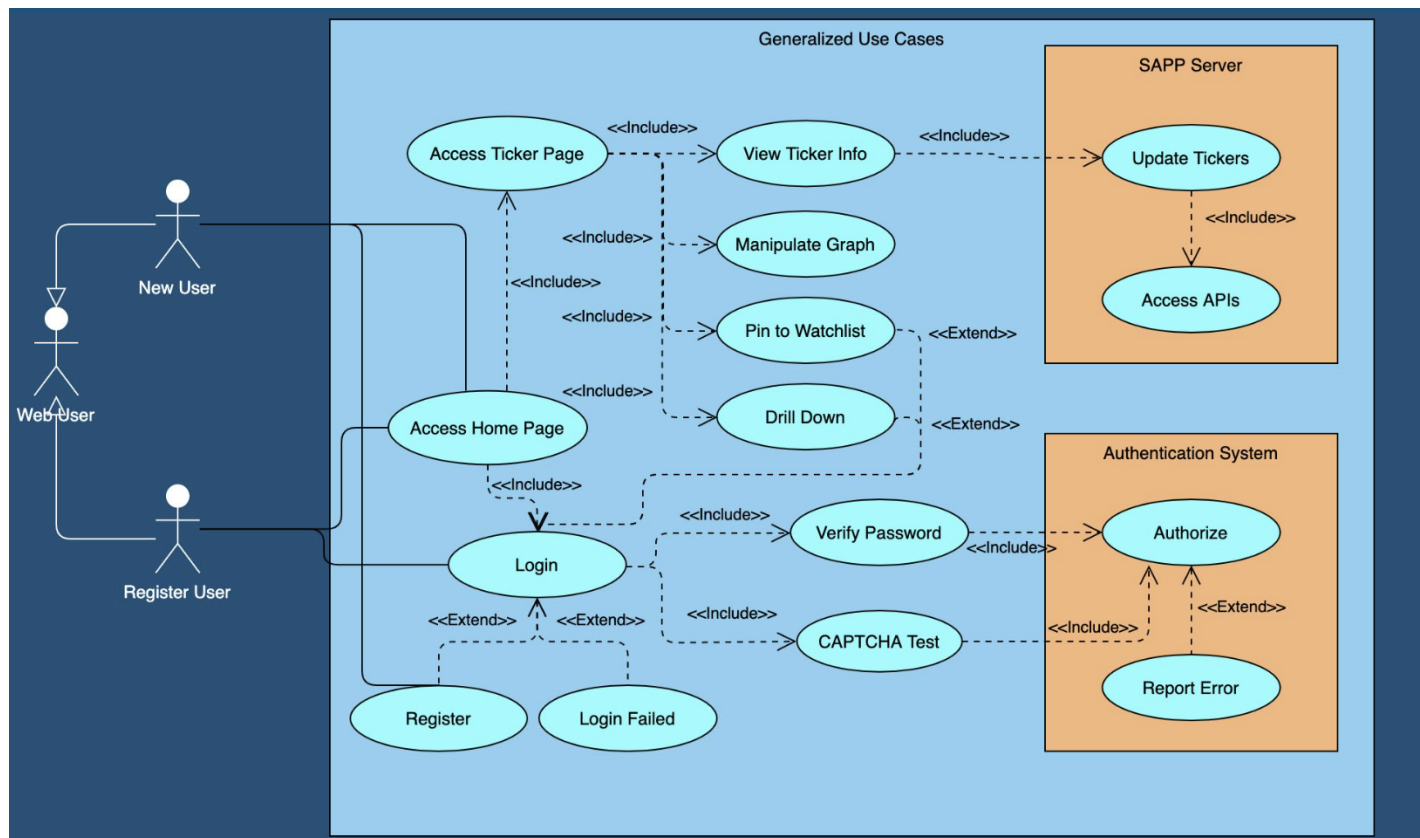 Generalized Use Cases
SAPP Server
<<Include>>
<<Include>>
Access Ticker Page
View Ticker Info
Update Tickers
<<Include>>
New User
<<Include>>
Manipulate Graph
<<Include>>
Access APIs
<<Include>>
Pin to Watchlist
<<Extend>>
Web User
<<Include>>
Access Home Page
Drill Down
<<Extend>>
Authentication System
<<Include>>
Register User
<<Include>>
Verify Password
Authorize
<<Include>>
Login
<<Extend>>
<<Extend>>
<<Include>>
<<Extend>>
<<Include>>
CAPTCHA Test
Report Error
Register
Login Failed